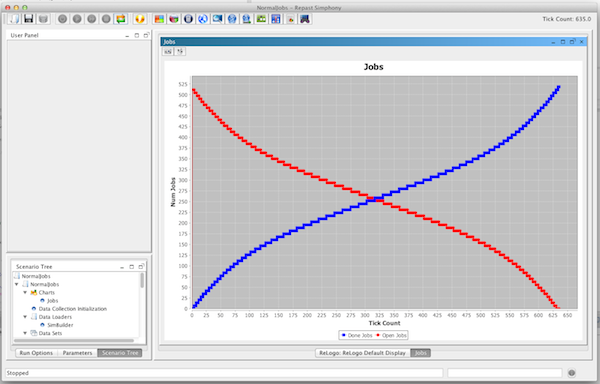 NormalJobs – Repast Simphony
Tick Count: 635.0
User Panel
Jobs
Jobs
525
500
475
450
425
400
375
350
325
300
275
250
225
200
175
150
125
100
75
50
25
0
Num Jobs
0 25 50 75 100 125 150 175 200 225 250 275 300 325 350 375 400 425 450 475 500 525 550 575 600 625 650
Tick Count
Done Jobs Open Jobs
Scenario Tree
NormalJobs
NormalJobs
Charts
Jobs
Data Collection Initialization
Data Loaders
SimBuilder
Data Sets
Run Options Parameters Scenario Tree
ReLogo: ReLogo Default Display Jobs
Stopped